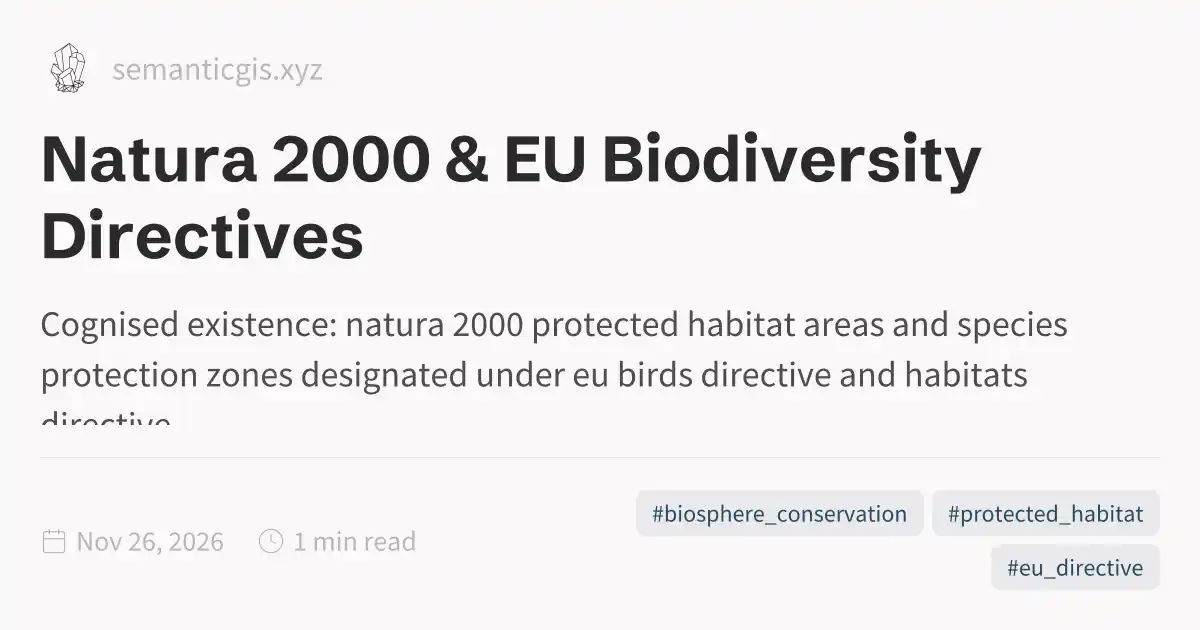 semanticgis.xyz
Natura 2000 & EU Biodiversity
Directives
Cognised existence: natura 2000 protected habitat areas and species
protection zones designated under eu birds directive and habitats
directive
Nov 26, 2026
1 min read
#biosphere_conservation
#protected_habitat
#eu_directive